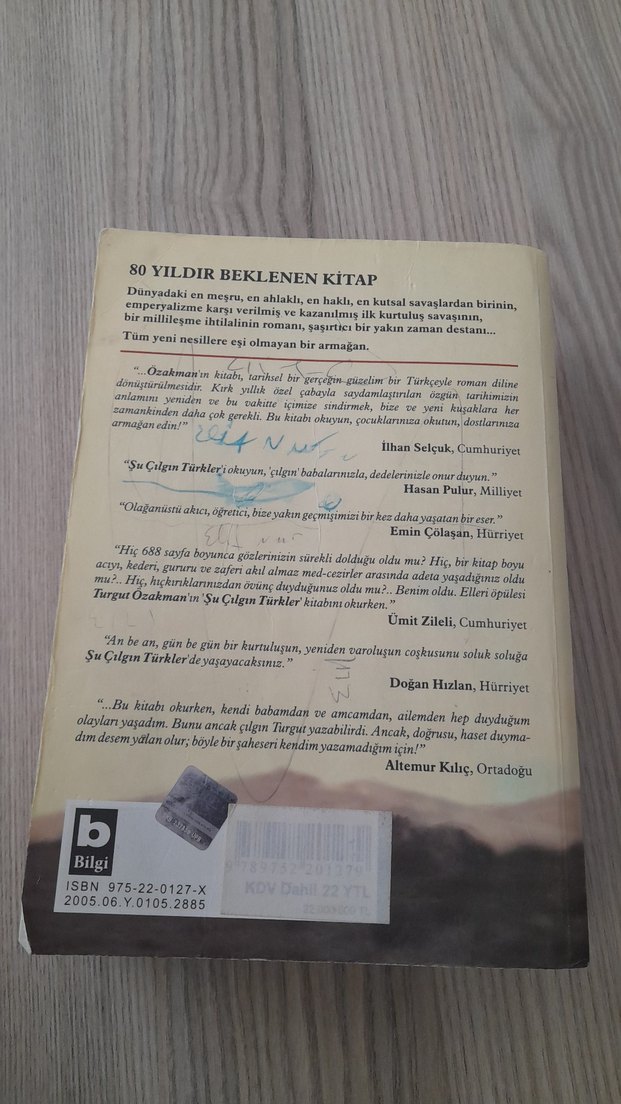 80 YILDIR BEKLENEN KİTAP
Dünyadaki en meşru, en ahlaklı, en haklı, en kutsal savaşlardan birinin,
emperyalizme karşı verilmiş ve kazanılmış ilk kurtuluş savaşının,
bir millileşme ihtilalinin romanı, şaşırtıcı bir yakın zaman destanı...
Tüm yeni nesillere eşi olmayan bir armağan.
"...Özakman'ın kitabı, tarihsel bir gerçeğin güzelim bir Türkçeyle roman diline
dönüştürülmesidir. Kırk yıllık özel çabayla saydamlaştırılan özgün tarihimizin
anlamını yeniden ve bu vakitte içimize sindirmek, bize ve yeni kuşaklara her
zamankinden daha çok gerekli. Bu kitabı okuyun, çocuklarınıza okutun, dostlarınıza
armağan edin!"
İlhan Selçuk, Cumhuriyet
"Şu Çılgın Türkler'i okuyun, 'çılgın' babalarınızla, dedelerinizle onur duyun."
Hasan Pulur, Milliyet
"Olağanüstü akıcı, öğretici, bize yakın geçmişimizi bir kez daha yaşatan bir eser."
Emin Çölaşan, Hürriyet
"Hiç 688 sayfa boyunca gözlerinizin sürekli dolduğu oldu mu? Hiç, bir kitap boyu
acıyı, kederi, gururu ve zaferi akıl almaz med-cezirler arasında adeta yaşadığınız oldu
mu?.. Hiç, hıçkırıklarınızdan övünç duyduğunuz oldu mu?.. Benim oldu. Elleri öpülesi
Turgut Özakman'ın 'Şu Çılgın Türkler' kitabını okurken."
Ümit Zileli, Cumhuriyet
"An be an, gün be gün bir kurtuluşun, yeniden varoluşun coşkusunu soluk soluğa
Şu Çılgın Türkler'de yaşayacaksınız."
Doğan Hızlan, Hürriyet
"...Bu kitabı okurken, kendi babamdan ve amcamdan, ailemden hep duyduğum
olayları yaşadım. Bunu ancak çılgın Turgut yazabilirdi. Ancak, doğrusu, haset duyma-
dım desem yalan olur; böyle bir şaheseri kendim yazamadığım için!"
Altemur Kılıç, Ortadoğu
b
Bilgi
ISBN 975-22-0127-X
2005.06.Y.0105.2885
9 789752 201279
KDV Dahil 22 YTL